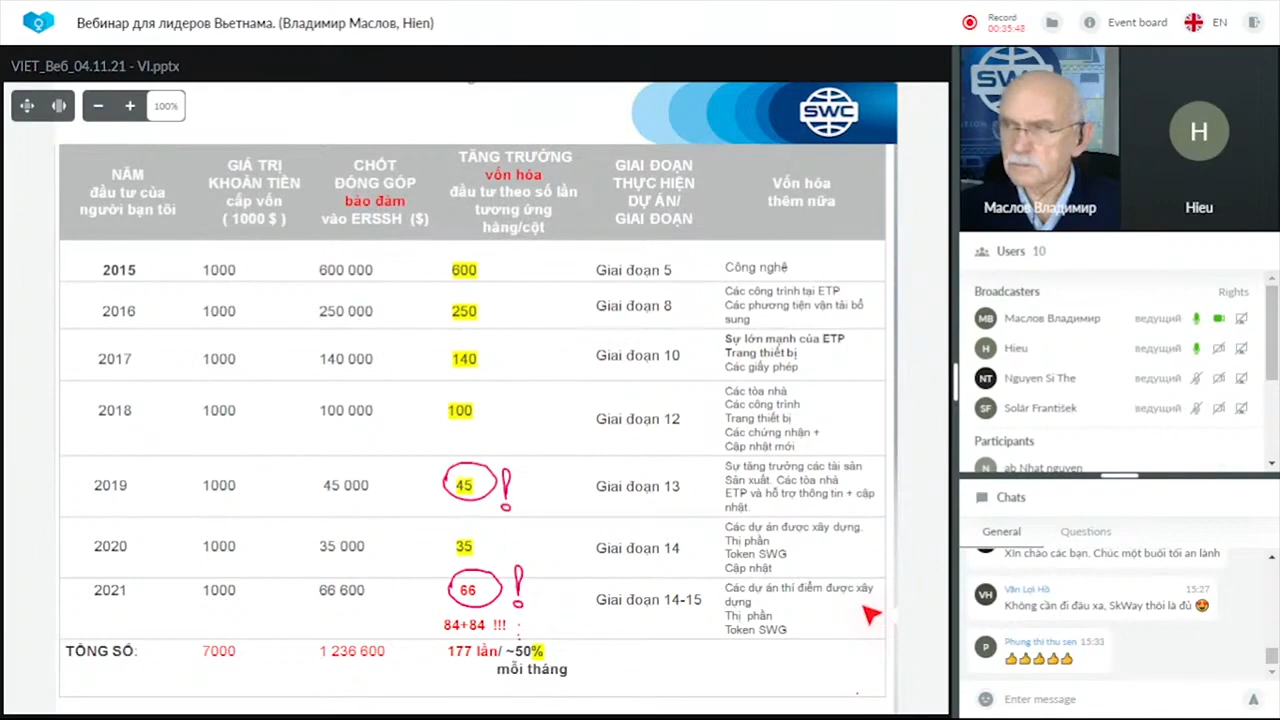 Вебинар для лидеров Вьетнама. (Владимир Маслов, Hien)
Record
00:35:48
Event board
EN
VIET_Веб_04.11.21 - VI.pptx
100%
SWC
NĂM
đầu tư của
người bạn tôi
GIÁ TRỊ
KHOẢN TIỀN
cấp vốn
( 1000 $ )
CHÓT
ĐÓNG GÓP
bảo đảm
vào ERSSH ($)
TĂNG TRƯỞNG
vốn hóa
đầu tư theo số lần
tương ứng
hàng/cột
GIAI ĐOẠN
THỰC HIỆN
DỰ ÁN/
GIAI ĐOẠN
Vốn hóa
thêm nữa
2015 1000 600 000 600 Giai đoạn 5 Công nghệ
2016 1000 250 000 250 Giai đoạn 8
Các công trình tại ETP
Các phương tiện vận tải bổ
sung
2017 1000 140 000 140 Giai đoạn 10
Sự lớn mạnh của ETP
Trang thiết bị
Các giấy phép
2018 1000 100 000 100 Giai đoạn 12
Các tòa nhà
Các công trình
Trang thiết bị
Các chứng nhận +
Cập nhật mới
2019 1000 45 000 45 ! Giai đoạn 13
Sự tăng trưởng các tài sản
Sản xuất. Các tòa nhà
ETP và hỗ trợ thông tin + cập
nhật.
2020 1000 35 000 35 Giai đoạn 14
Các dự án được xây dựng.
Thị phần
Token SWG
Cập nhật
2021 1000 66 600 66 ! Giai đoạn 14-15
84+84 !!!
Các dự án thí điểm được xây
dựng
Thị phần
Token SWG
TỔNG SỐ: 7000 1 236 600 177 lần/ ~50%
mỗi tháng
SWC
Маслов Владимир
H
Hieu
Users 10
Broadcasters Rights
МВ Маслов Владимир ведущий
H Hieu ведущий
NT Nguyen Si The ведущий
SF Solár František ведущий
Participants
N ab Nhat nguyen
Chats
General Questions
Xin chào các bạn. Chúc một buổi tối an lành
VH Văn Lợi Hồ 15:27
Không cần đi đâu xa, SkWay thôi là đủ 😍
P Phung thi thu sen 15:33
👍👍👍👍👍
Enter message